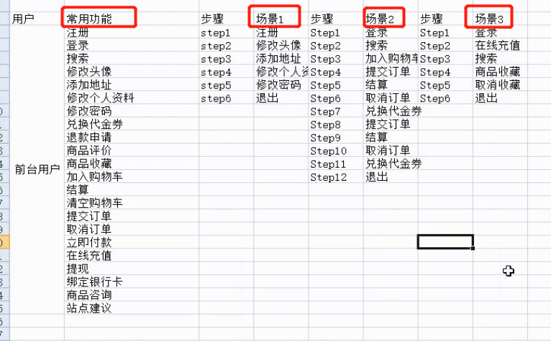 用户 常用功能 步骤 场景1 步骤 场景2 步骤 场景3
注册 step1 注册 Step1 登录 Step1 登录
登录 step2 修改头像 Step2 搜索 Step2 在线充值
搜索 step3 添加地址 Step3 加入购物车 Step3 搜索
修改头像 step4 修改个人资 Step4 提交订单 Step4 商品收藏
添加地址 step5 修改密码 Step5 结算 Step5 取消收藏
修改个人资料 step6 退出 Step6 取消订单 Step6 退出
修改密码 Step7 兑换代金券
兑换代金券 Step8 提交订单
退款申请 Step9 结算
商品评价 Step10 取消订单
前台用户 商品收藏 Step11 兑换代金券
加入购物车 Step12 退出
结算
清空购物车
提交订单
取消订单
立即付款
在线充值
提现
绑定银行卡
商品咨询
站点建议